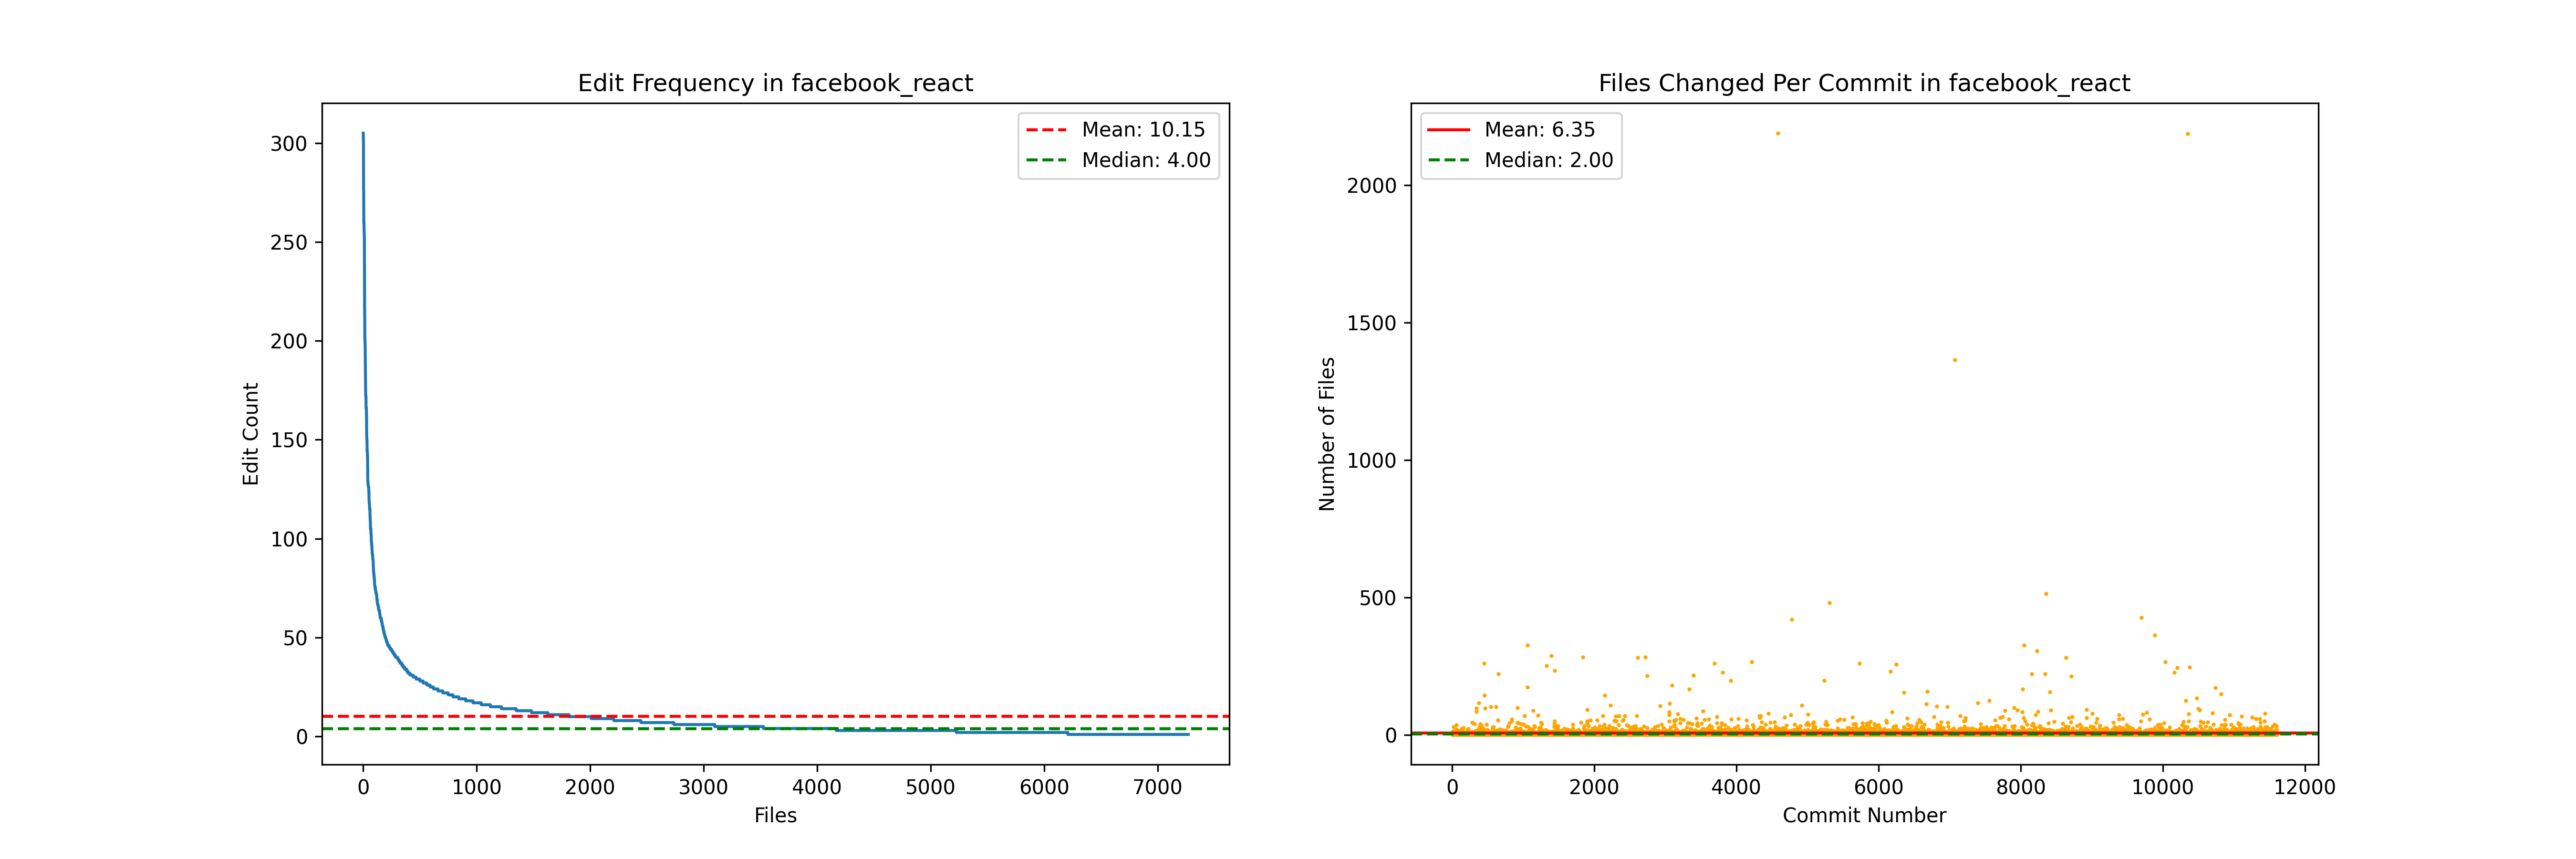 Edit Frequency in facebook_react
300
250
200
150
100
50
0
Edit Count
Mean: 10.15
Median: 4.00
0 1000 2000 3000 4000 5000 6000 7000
Files
Files Changed Per Commit in facebook_react
2000
1500
1000
500
0
Number of Files
Mean: 6.35
Median: 2.00
0 2000 4000 6000 8000 10000 12000
Commit Number